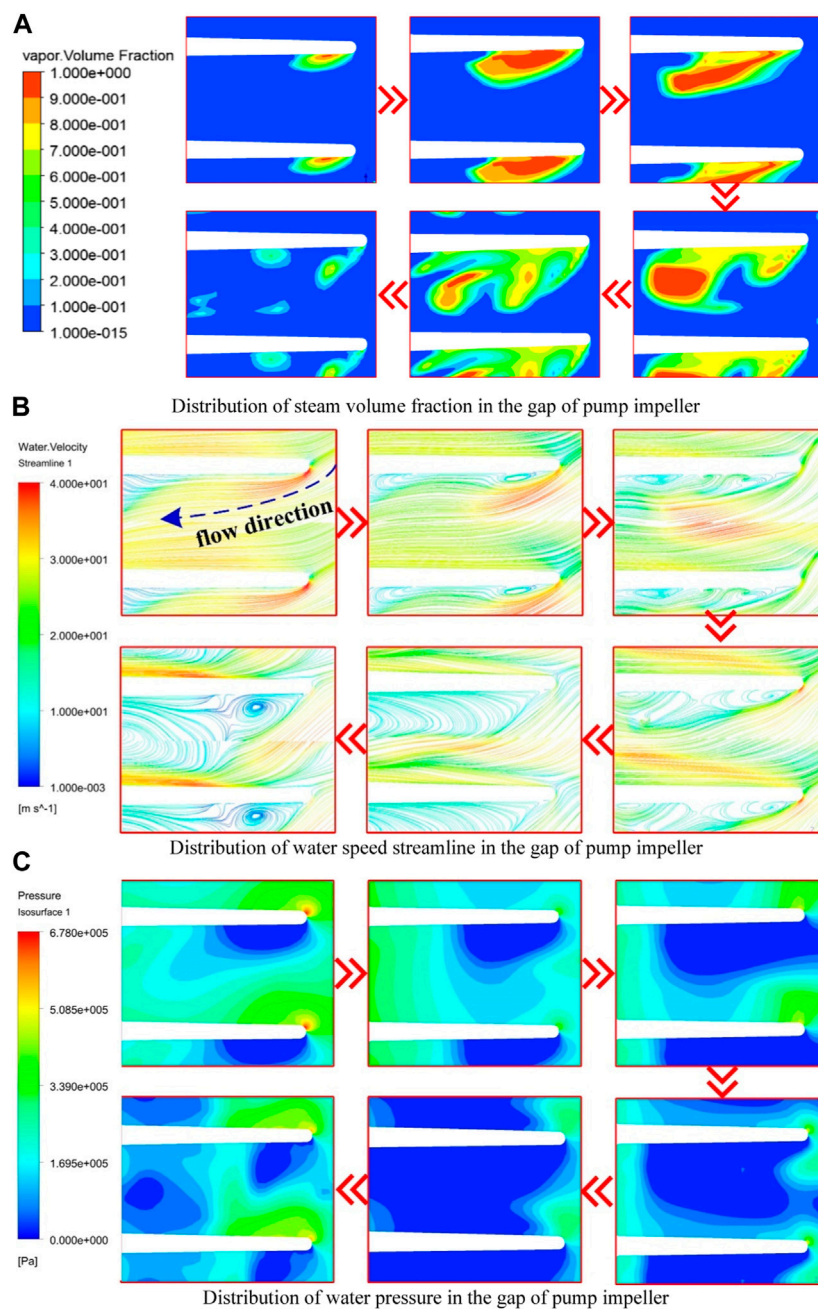 A
vapor.Volume Fraction
1.000e+000
9.000e-001
8.000e-001
7.000e-001
6.000e-001
5.000e-001
4.000e-001
3.000e-001
2.000e-001
1.000e-001
1.000e-015
Distribution of steam volume fraction in the gap of pump impeller
B
Water.Velocity
Streamline 1
4.000e+001
3.000e+001
2.000e+001
1.000e+001
1.000e-003
[m s^-1]
flow direction
Distribution of water speed streamline in the gap of pump impeller
C
Pressure
Isosurface 1
6.780e+005
5.085e+005
3.390e+005
1.695e+005
0.000e+000
[Pa]
Distribution of water pressure in the gap of pump impeller